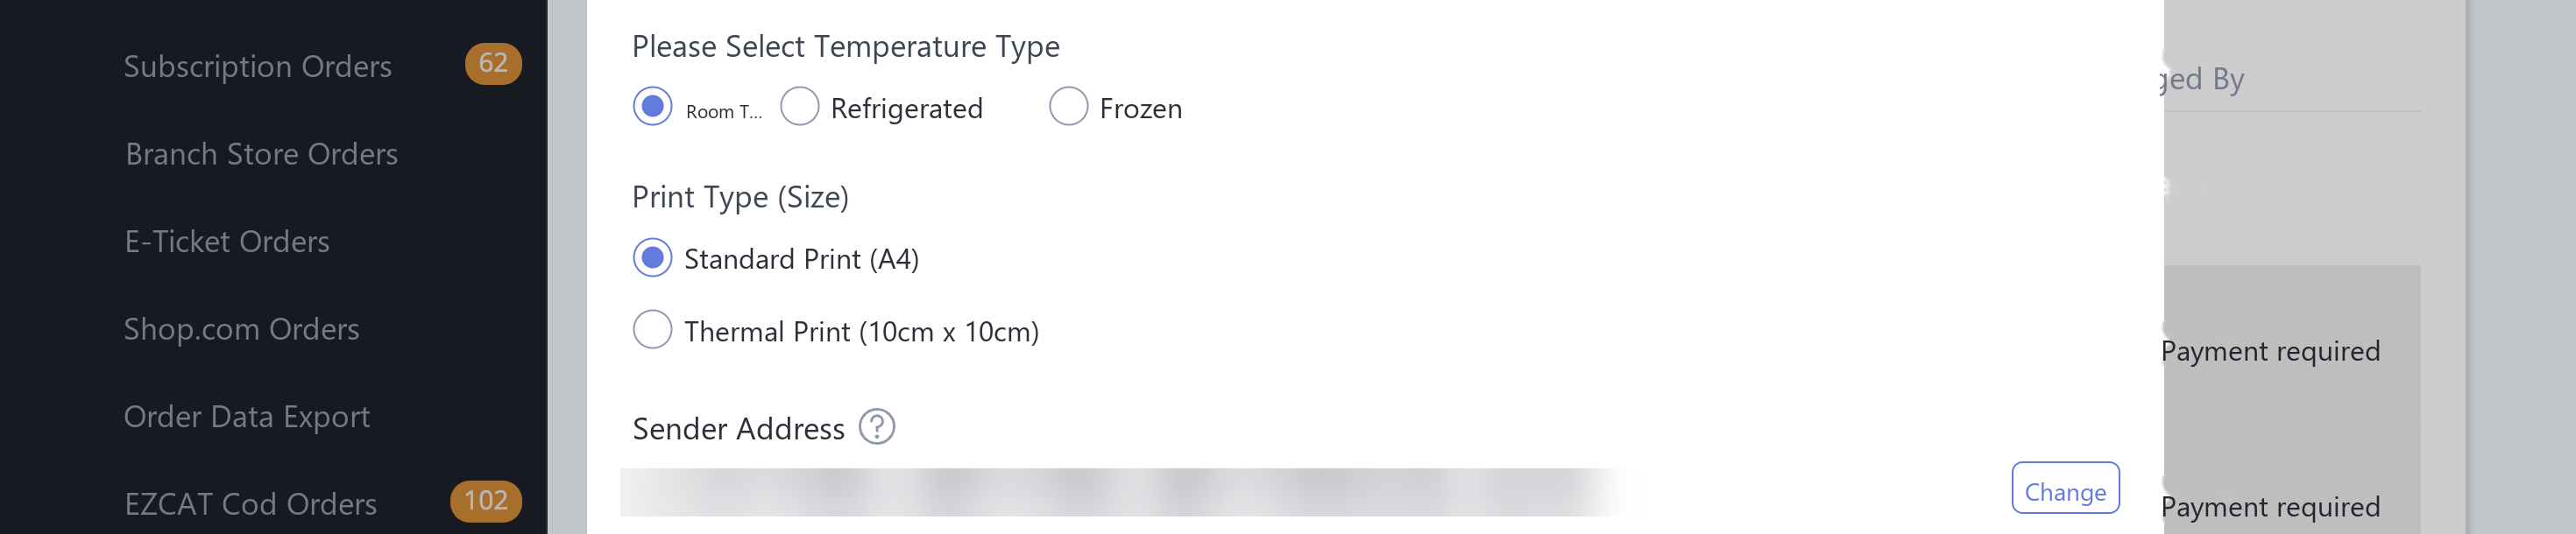 Subscription Orders 62
Branch Store Orders
E-Ticket Orders
Shop.com Orders
Order Data Export
EZCAT Cod Orders 102
Please Select Temperature Type
Room T... Refrigerated Frozen
Print Type (Size)
Standard Print (A4)
Thermal Print (10cm x 10cm)
Sender Address ?
Change
ged By
Payment required
Payment required